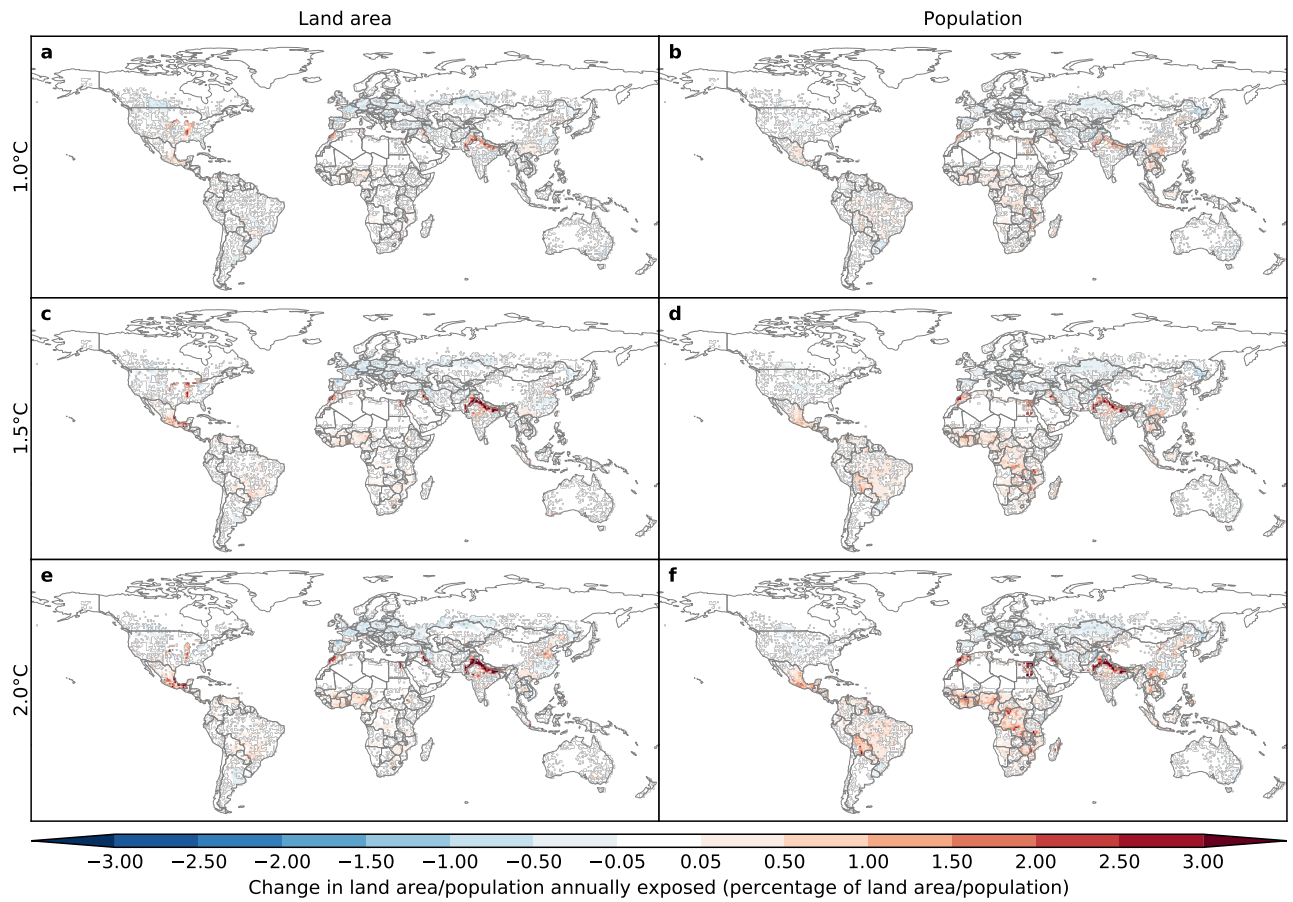 Land area
Population
a
b
1.0°C
c
d
1.5°C
e
f
2.0°C
−3.00 −2.50 −2.00 −1.50 −1.00 −0.50 −0.05 0.05 0.50 1.00 1.50 2.00 2.50 3.00
Change in land area/population annually exposed (percentage of land area/population)